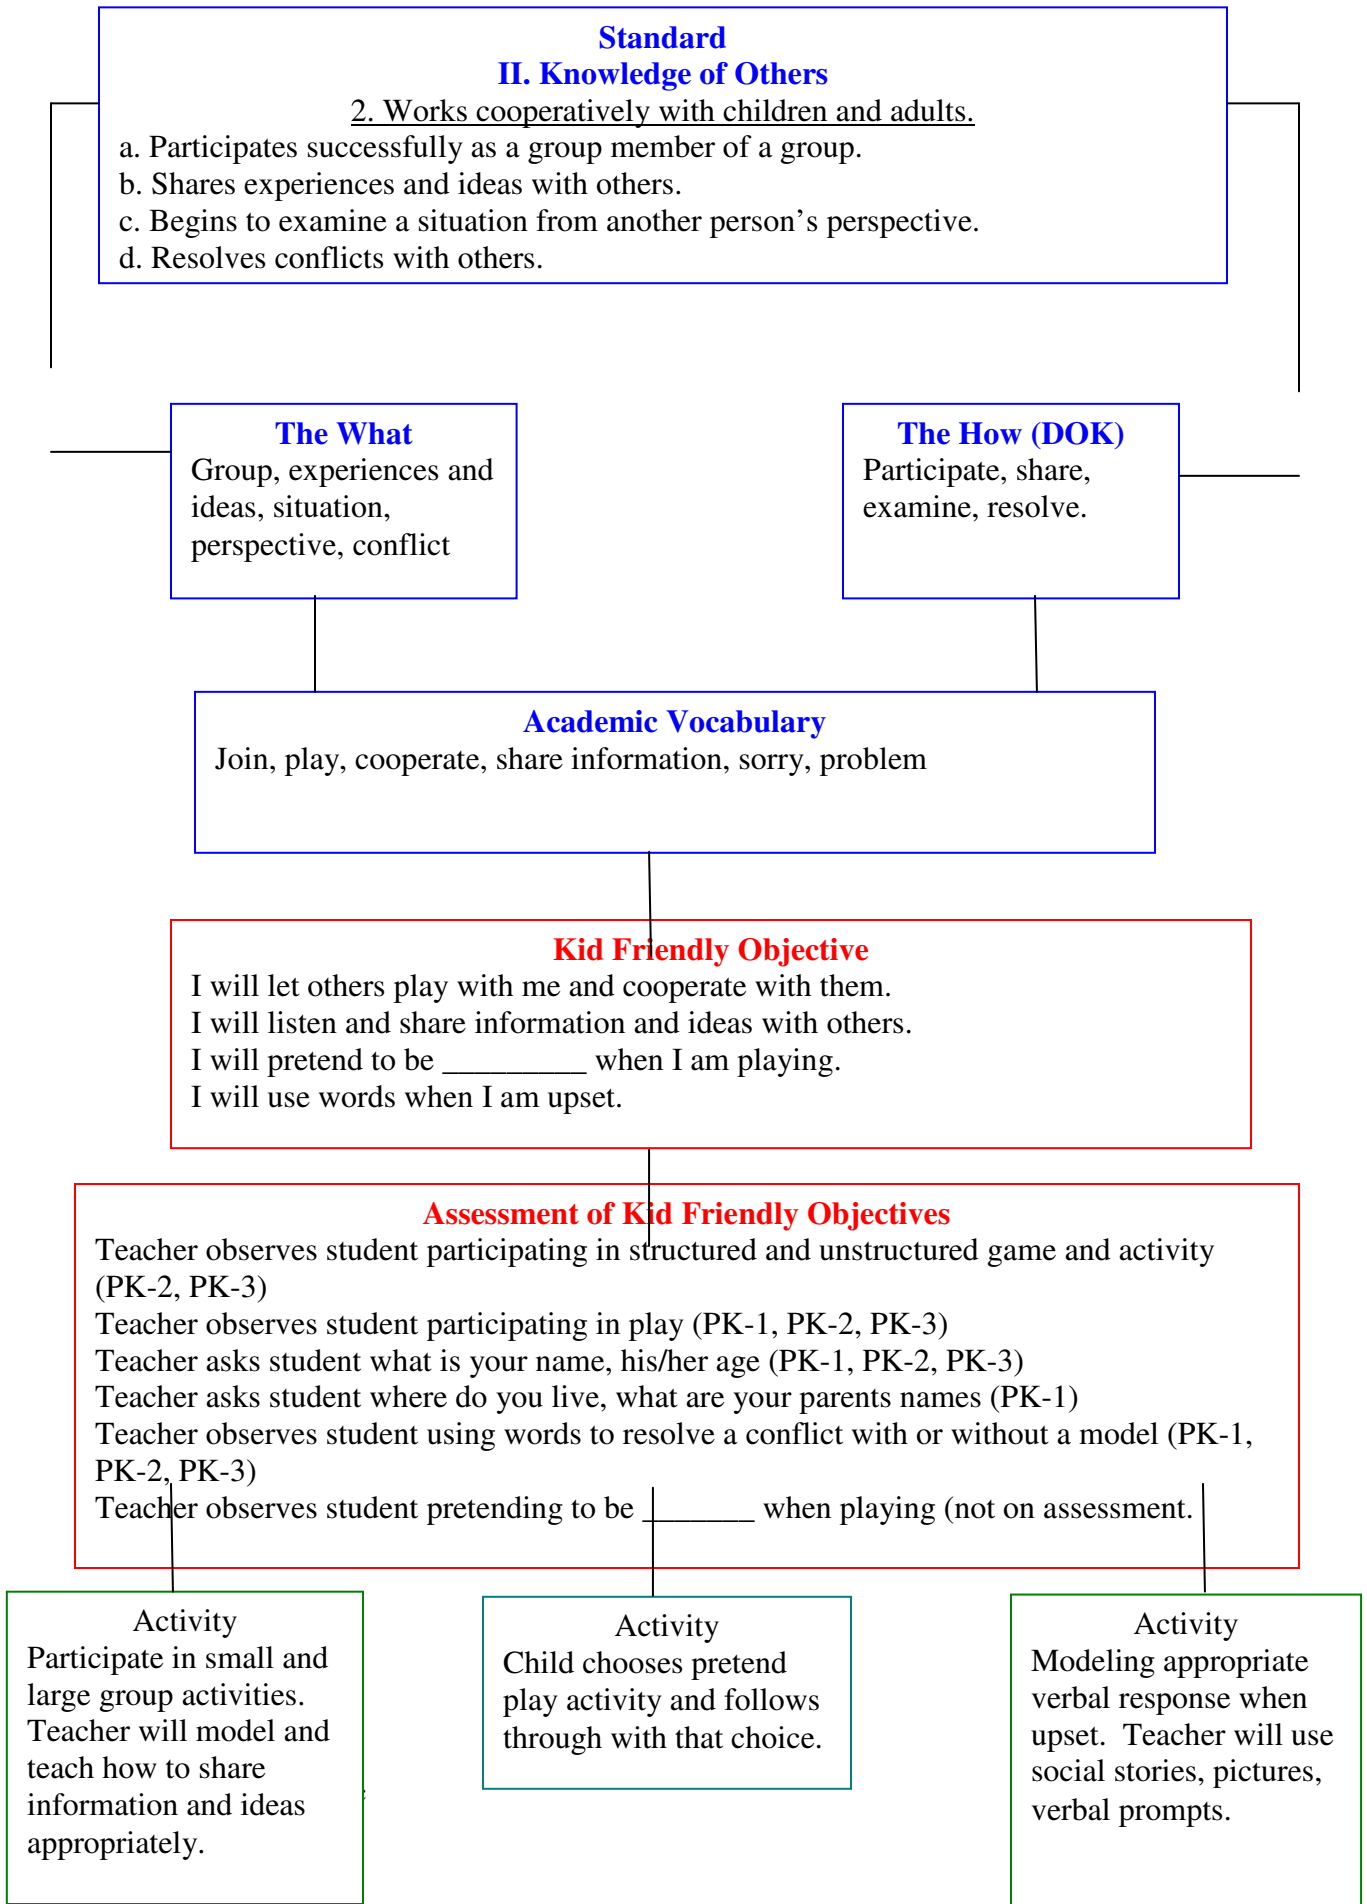 Standard
II. Knowledge of Others
2. Works cooperatively with children and adults.
a. Participates successfully as a group member of a group.
b. Shares experiences and ideas with others.
c. Begins to examine a situation from another person’s perspective.
d. Resolves conflicts with others.
The What
Group, experiences and
ideas, situation,
perspective, conflict
The How (DOK)
Participate, share,
examine, resolve.
Academic Vocabulary
Join, play, cooperate, share information, sorry, problem
Kid Friendly Objective
I will let others play with me and cooperate with them.
I will listen and share information and ideas with others.
I will pretend to be _________ when I am playing.
I will use words when I am upset.
Assessment of Kid Friendly Objectives
Teacher observes student participating in structured and unstructured game and activity
(PK-2, PK-3)
Teacher observes student participating in play (PK-1, PK-2, PK-3)
Teacher asks student what is your name, his/her age (PK-1, PK-2, PK-3)
Teacher asks student where do you live, what are your parents names (PK-1)
Teacher observes student using words to resolve a conflict with or without a model (PK-1,
PK-2, PK-3)
Teacher observes student pretending to be _______ when playing (not on assessment.
Activity
Participate in small and
large group activities.
Teacher will model and
teach how to share
information and ideas
appropriately.
Activity
Child chooses pretend
play activity and follows
through with that choice.
Activity
Modeling appropriate
verbal response when
upset.  Teacher will use
social stories, pictures,
verbal prompts.